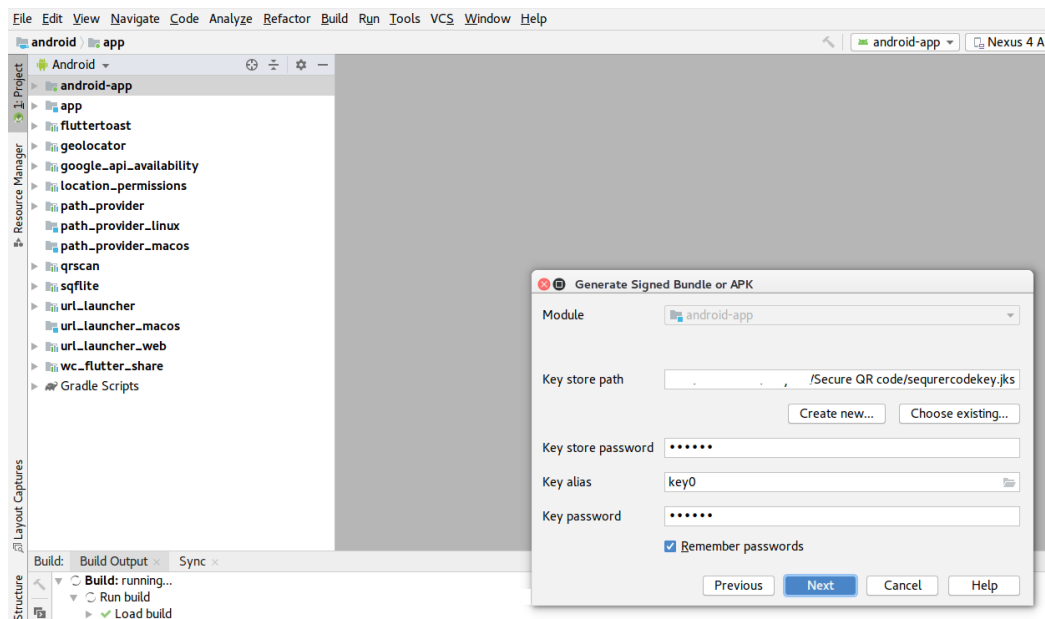 File Edit View Navigate Code Analyze Refactor Build Run Tools VCS Window Help
android app
android-app
Nexus 4 A
1: Project
Resource Manager
Layout Captures
Structure
Android
android-app
app
fluttertoast
geolocator
google_api_availability
location_permissions
path_provider
path_provider_linux
path_provider_macos
qrscan
sqflite
url_launcher
url_launcher_macos
url_launcher_web
wc_flutter_share
Gradle Scripts
Generate Signed Bundle or APK
Module android-app
Key store path /Secure QR code/sequrercodekey.jks
Create new... Choose existing...
Key store password ••••••
Key alias key0
Key password ••••••
Remember passwords
Previous Next Cancel Help
Build: Build Output Sync
Build: running...
Run build
Load build